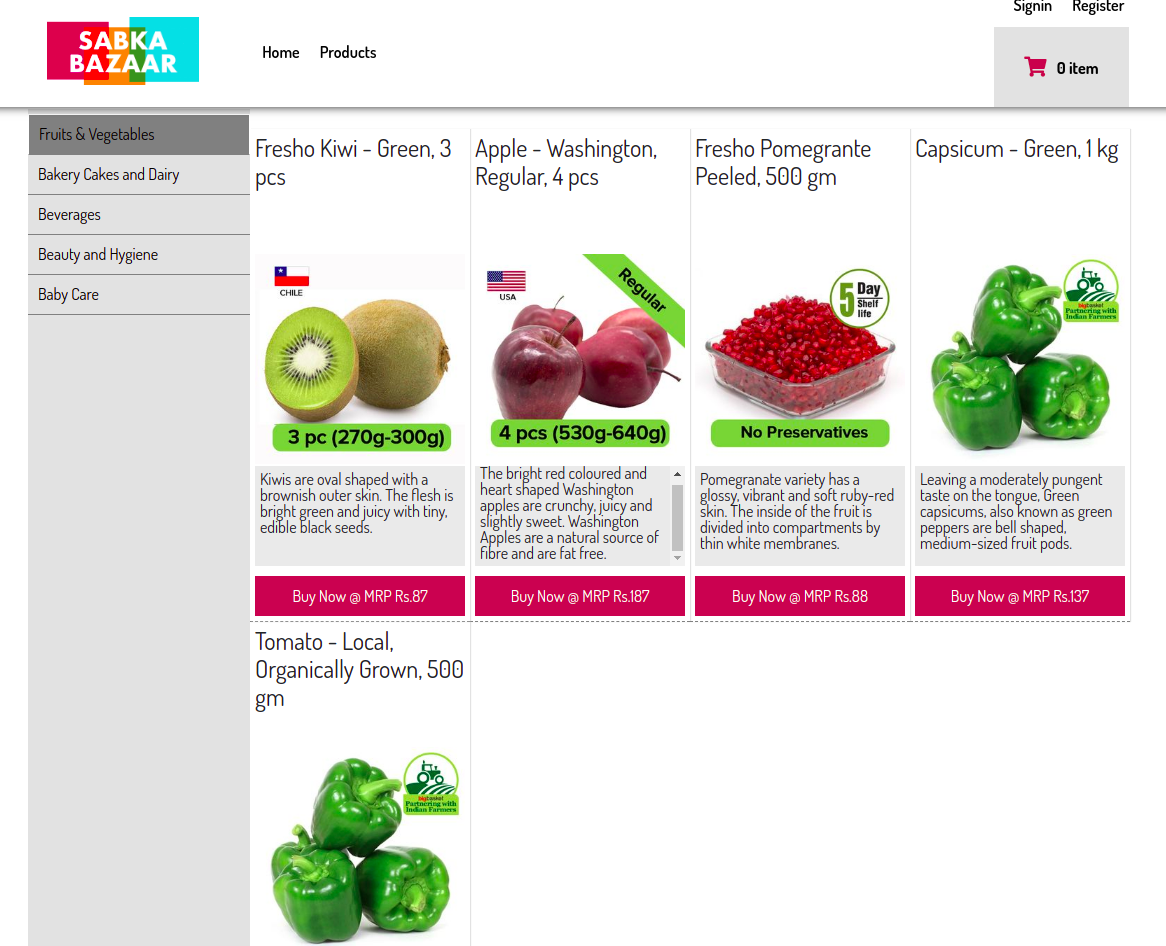 Signin Register
SABKA
BAZAAR
Home Products
0 item
Fruits & Vegetables
Bakery Cakes and Dairy
Beverages
Beauty and Hygiene
Baby Care
Fresho Kiwi - Green, 3
pcs
CHILE
3 pc (270g-300g)
Kiwis are oval shaped with a
brownish outer skin. The flesh is
bright green and juicy with tiny,
edible black seeds.
Buy Now @ MRP Rs.87
Apple - Washington,
Regular, 4 pcs
USA
Regular
4 pcs (530g-640g)
The bright red coloured and
heart shaped Washington
apples are crunchy, juicy and
slightly sweet. Washington
Apples are a natural source of
fibre and are fat free.
Buy Now @ MRP Rs.187
Fresho Pomegrante
Peeled, 500 gm
5 Day
Shelf
life
No Preservatives
Pomegranate variety has a
glossy, vibrant and soft ruby-red
skin. The inside of the fruit is
divided into compartments by
thin white membranes.
Buy Now @ MRP Rs.88
Capsicum - Green, 1 kg
bigbasket
Partnering with
Indian Farmers
Leaving a moderately pungent
taste on the tongue, Green
capsicums, also known as green
peppers are bell shaped,
medium-sized fruit pods.
Buy Now @ MRP Rs.137
Tomato - Local,
Organically Grown, 500
gm
bigbasket
Partnering with
Indian Farmers